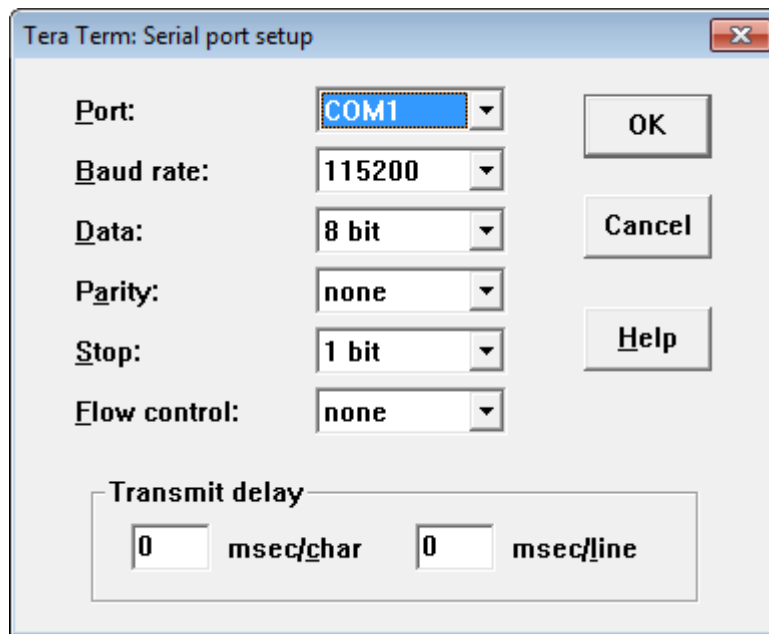 Tera Term: Serial port setup
Port: COM1 OK
Baud rate: 115200
Data: 8 bit Cancel
Parity: none
Stop: 1 bit Help
Flow control: none
Transmit delay
0 msec/char 0 msec/line